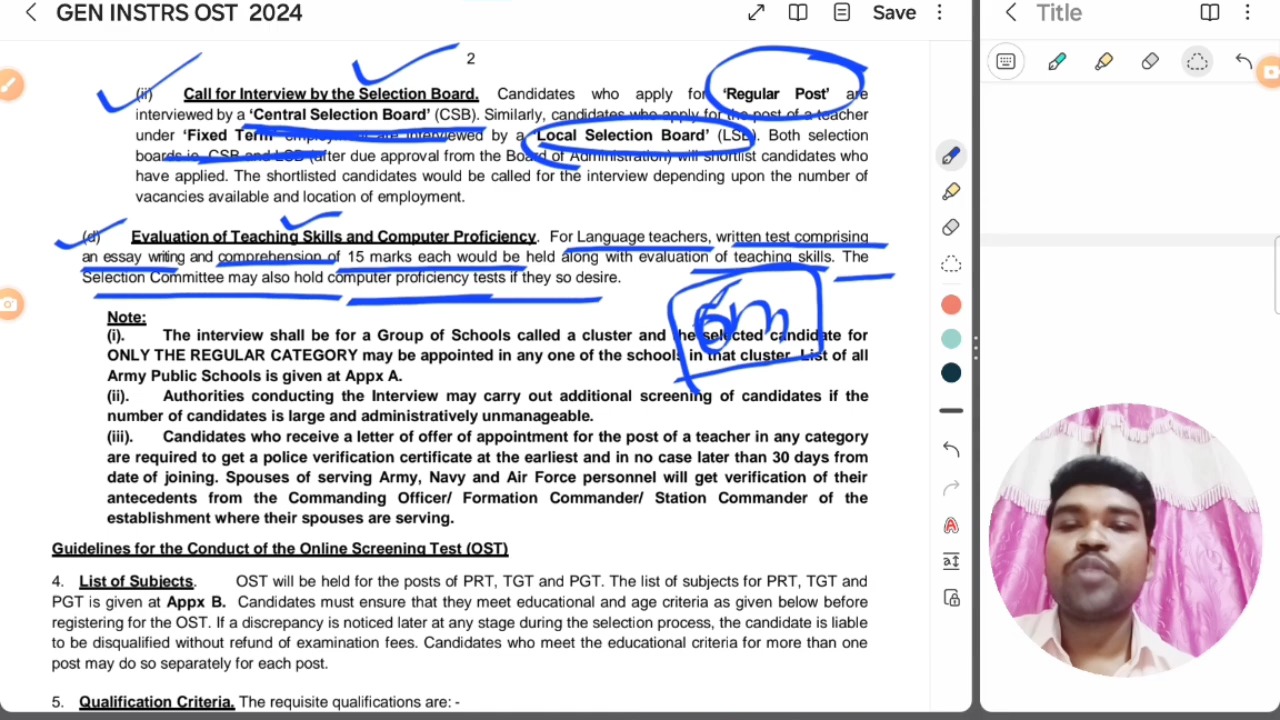 GEN INSTRS OST 2024
Save
Title
2
(ii) Call for Interview by the Selection Board. Candidates who apply for 'Regular Post' are
interviewed by a 'Central Selection Board' (CSB). Similarly, candidates who apply for the post of a teacher
under 'Fixed Term' employment are interviewed by a 'Local Selection Board' (LSB). Both selection
boards ie. CSB and LSB (after due approval from the Board of Administration) will shortlist candidates who
have applied. The shortlisted candidates would be called for the interview depending upon the number of
vacancies available and location of employment.
(d) Evaluation of Teaching Skills and Computer Proficiency. For Language teachers, written test comprising
an essay writing and comprehension of 15 marks each would be held along with evaluation of teaching skills. The
Selection Committee may also hold computer proficiency tests if they so desire.
Note:
(i). The interview shall be for a Group of Schools called a cluster and the selected candidate for
ONLY THE REGULAR CATEGORY may be appointed in any one of the schools in that cluster. List of all
Army Public Schools is given at Appx A.
(ii). Authorities conducting the Interview may carry out additional screening of candidates if the
number of candidates is large and administratively unmanageable.
(iii). Candidates who receive a letter of offer of appointment for the post of a teacher in any category
are required to get a police verification certificate at the earliest and in no case later than 30 days from
date of joining. Spouses of serving Army, Navy and Air Force personnel will get verification of their
antecedents from the Commanding Officer/ Formation Commander/ Station Commander of the
establishment where their spouses are serving.
Guidelines for the Conduct of the Online Screening Test (OST)
4. List of Subjects. OST will be held for the posts of PRT, TGT and PGT. The list of subjects for PRT, TGT and
PGT is given at Appx B. Candidates must ensure that they meet educational and age criteria as given below before
registering for the OST. If a discrepancy is noticed later at any stage during the selection process, the candidate is liable
to be disqualified without refund of examination fees. Candidates who meet the educational criteria for more than one
post may do so separately for each post.
5. Qualification Criteria. The requisite qualifications are: -